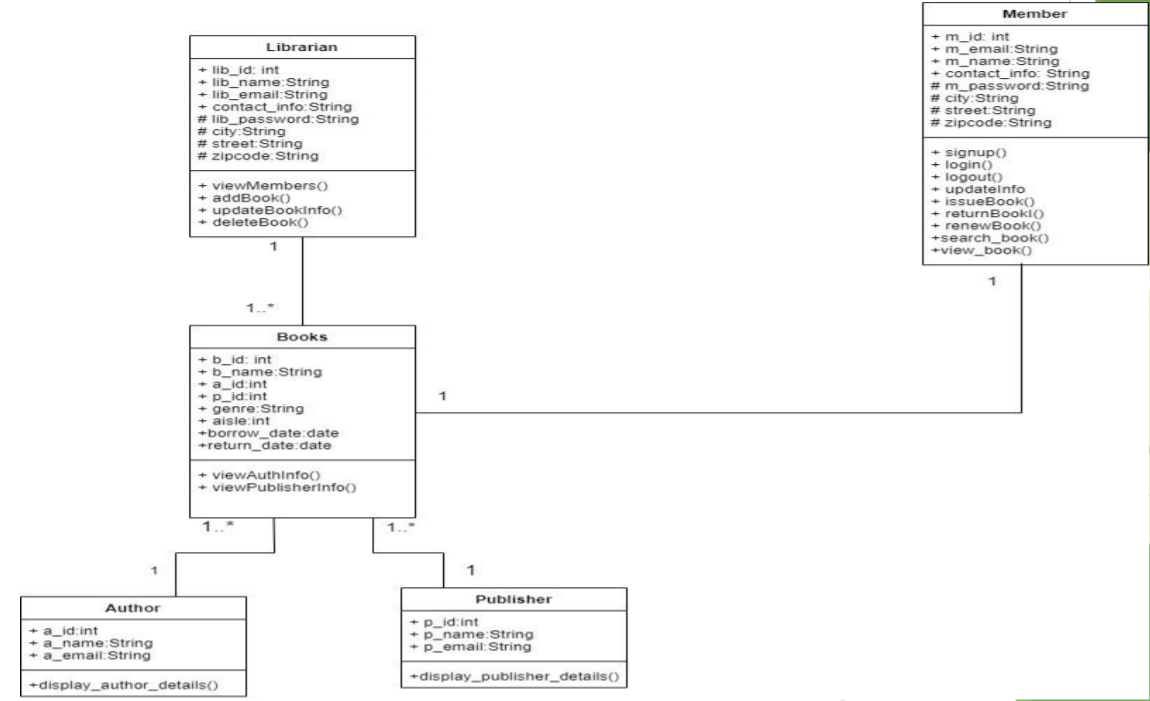 Librarian
+ lib_id: int
+ lib_name:String
+ lib_email:String
+ contact_info:String
# lib_password:String
# city:String
# street:String
# zipcode:String
+ viewMembers()
+ addBook()
+ updateBookInfo()
+ deleteBook()
1
1..*
Member
+ m_id: int
+ m_email:String
+ m_name:String
+ contact_info: String
# m_password:String
# city:String
# street:String
# zipcode:String
+ signup()
+ login()
+ logout()
+ updateInfo
+ issueBook()
+ returnBookI()
+ renewBook()
+search_book()
+view_book()
1
Books
+ b_id: int
+ b_name:String
+ a_id:int
+ p_id:int
+ genre:String
+ aisle:int
+borrow_date:date
+return_date:date
+ viewAuthInfo()
+ viewPublisherInfo()
1
1..*
1..*
1
1
Author
+ a_id:int
+ a_name:String
+ a_email:String
+display_author_details()
Publisher
+ p_id:int
+ p_name:String
+ p_email:String
+display_publisher_details()